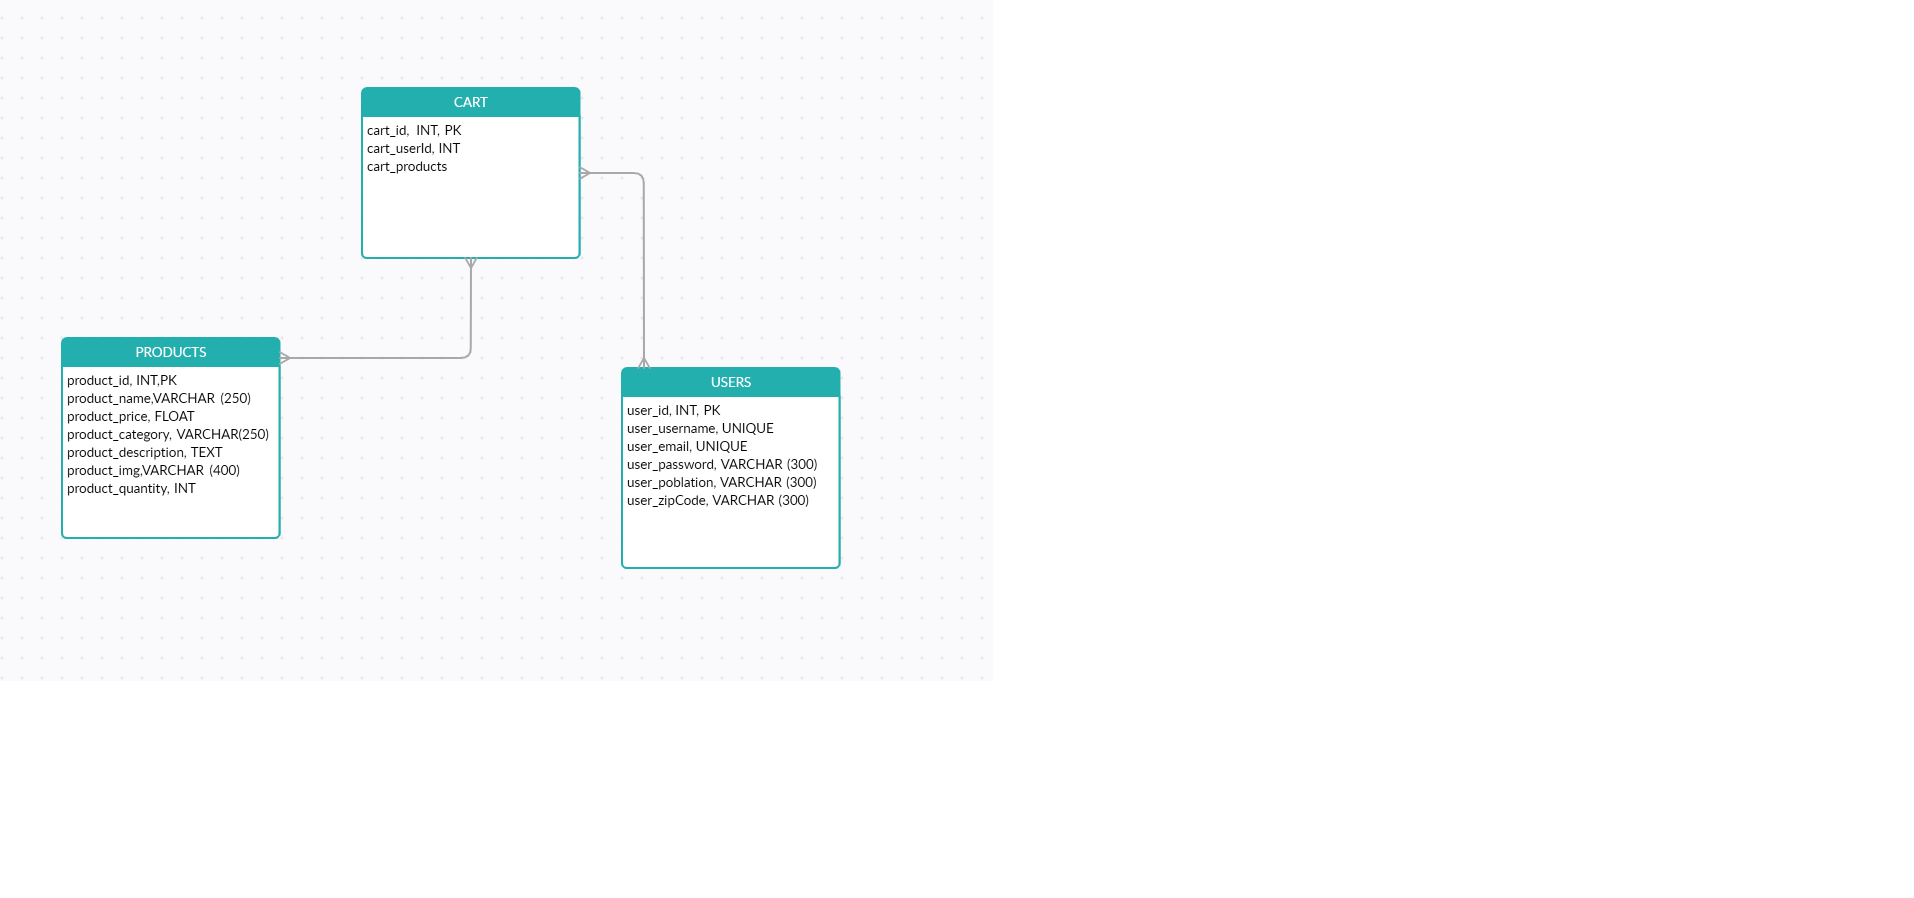 CART
cart_id,  INT, PK
cart_userId, INT
cart_products
PRODUCTS
product_id, INT,PK
product_name,VARCHAR (250)
product_price, FLOAT
product_category, VARCHAR(250)
product_description, TEXT
product_img,VARCHAR (400)
product_quantity, INT
USERS
user_id, INT, PK
user_username, UNIQUE
user_email, UNIQUE
user_password, VARCHAR (300)
user_poblation, VARCHAR (300)
user_zipCode, VARCHAR (300)